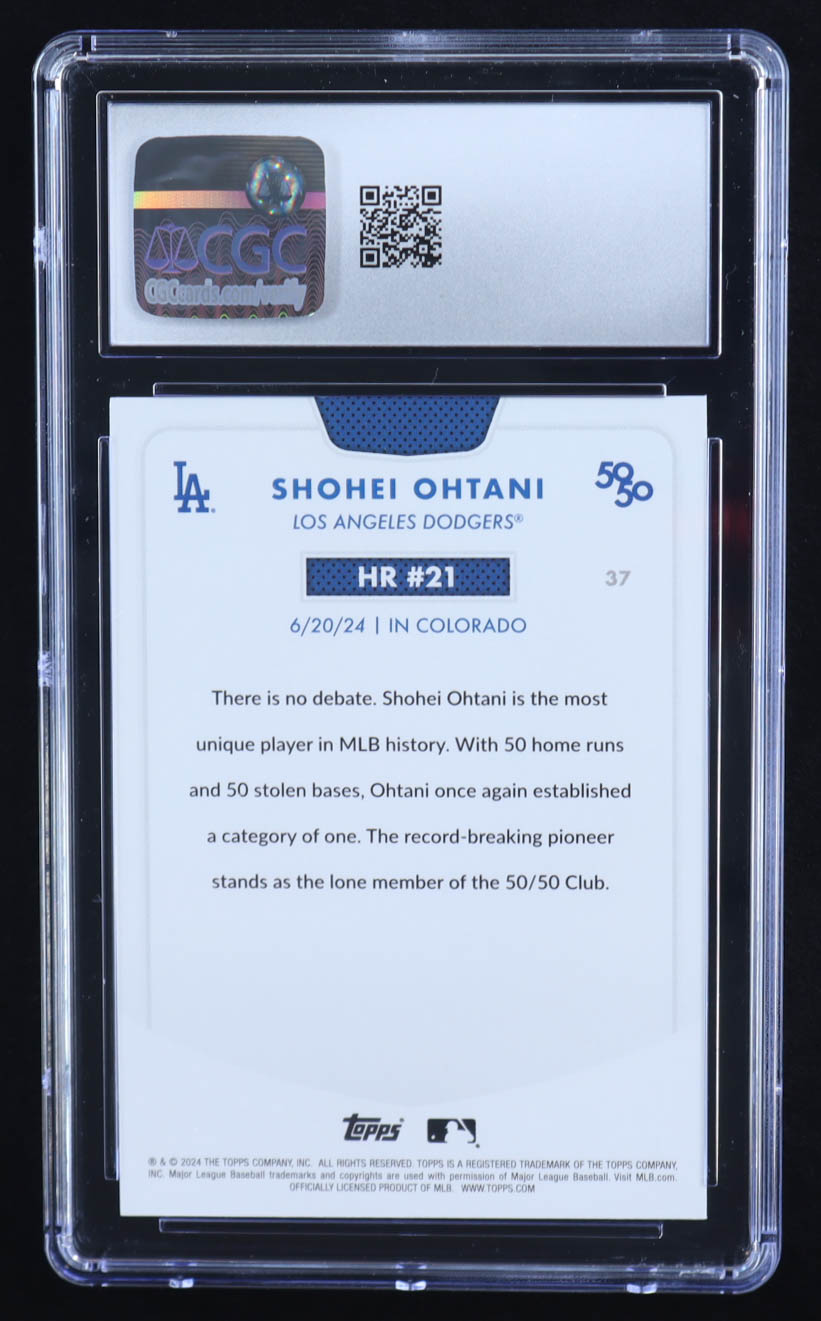 CGC
CGCcards.com/verify
LA
SHOHEI OHTANI
50
50
LOS ANGELES DODGERS®
HR #21
37
6/20/24 | IN COLORADO
There is no debate. Shohei Ohtani is the most
unique player in MLB history. With 50 home runs
and 50 stolen bases, Ohtani once again established
a category of one. The record-breaking pioneer
stands as the lone member of the 50/50 Club.
Topps
® & © 2024 THE TOPPS COMPANY, INC. ALL RIGHTS RESERVED. TOPPS IS A REGISTERED TRADEMARK OF THE TOPPS COMPANY,
INC. Major League Baseball trademarks and copyrights are used with permission of Major League Baseball. Visit MLB.com.
OFFICIALLY LICENSED PRODUCT OF MLB. WWW.TOPPS.COM